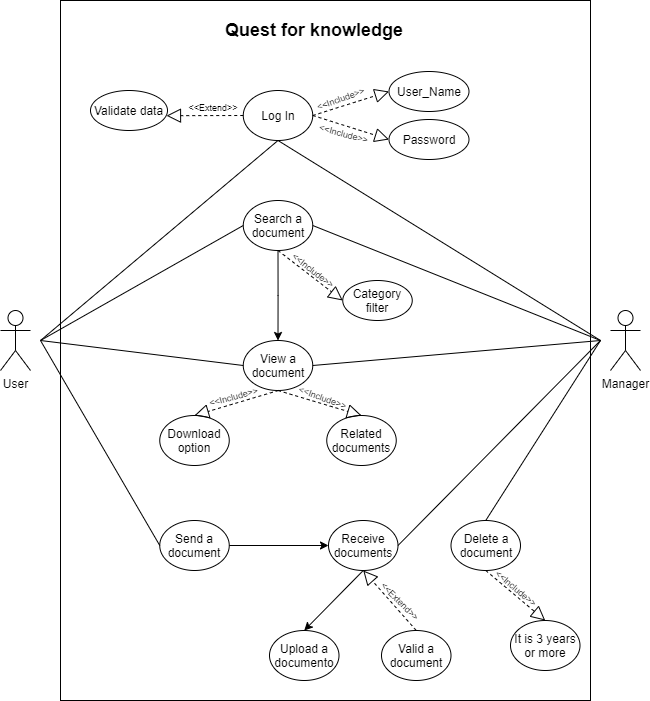 Quest for knowledge
Validate data
<<Extend>>
Log In
<<Include>>
User_Name
<<Include>>
Password
Search a
document
<<Include>>
Category
filter
User
Manager
View a
document
<<Include>>
<<Include>>
Download
option
Related
documents
Send a
document
Receive
documents
Delete a
document
<<Extend>>
<<Include>>
Upload a
documento
Valid a
document
It is 3 years
or more